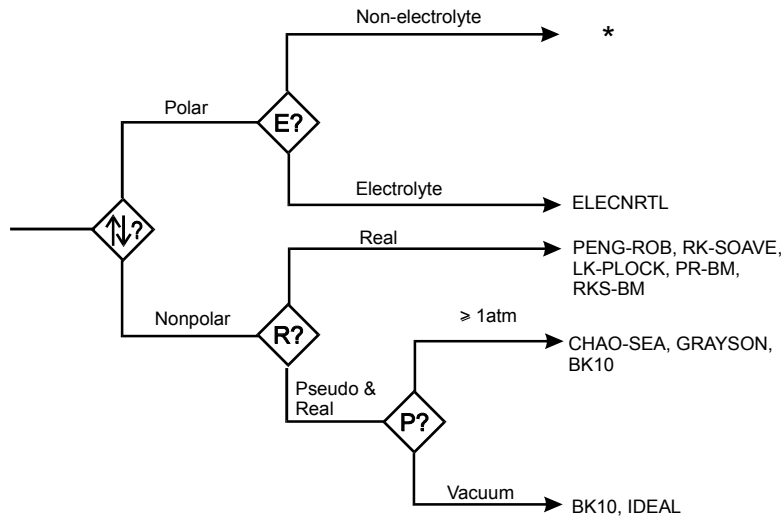 Non-electrolyte
*
Polar
E?
Electrolyte
ELECNRTL
⇅?
Real
PENG-ROB, RK-SOAVE,
LK-PLOCK, PR-BM,
RKS-BM
Nonpolar
R?
⩾ 1atm
CHAO-SEA, GRAYSON,
BK10
Pseudo &
Real
P?
Vacuum
BK10, IDEAL